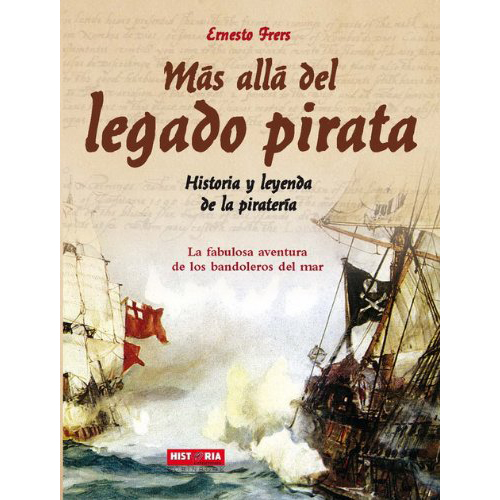 Ernesto Frers
Más allá del
legado pirata
Historia y leyenda
de la piratería
La fabulosa aventura
de los bandoleros del mar
HISTORIA